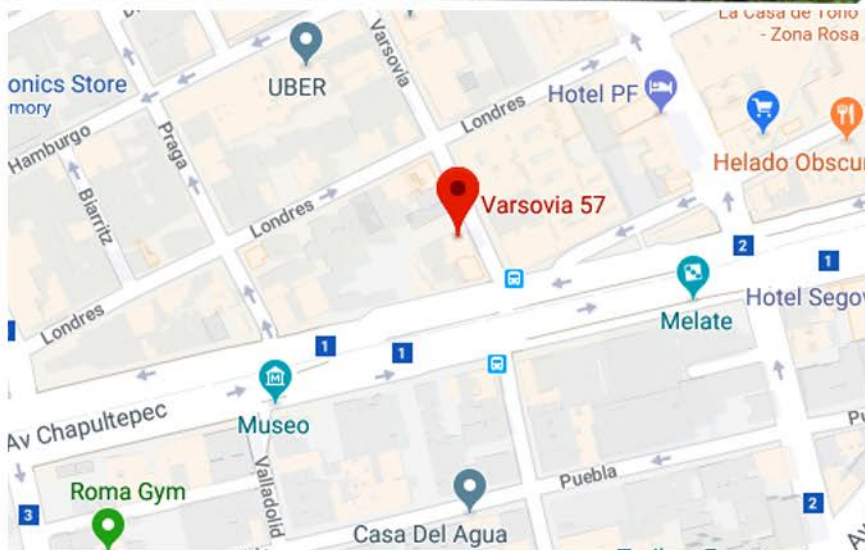 La Casa de Toño
- Zona Rosa
onics Store
mory
UBER
Varsovia
Hotel PF
Londres
Helado Obscur
Hamburgo
Praga
Biarritz
Londres
Varsovia 57
2
1
Hotel Segov
Londres
Melate
1
1
Av Chapultepec
Museo
Valladolid
Puebla
Roma Gym
3
Casa Del Agua
2
Av